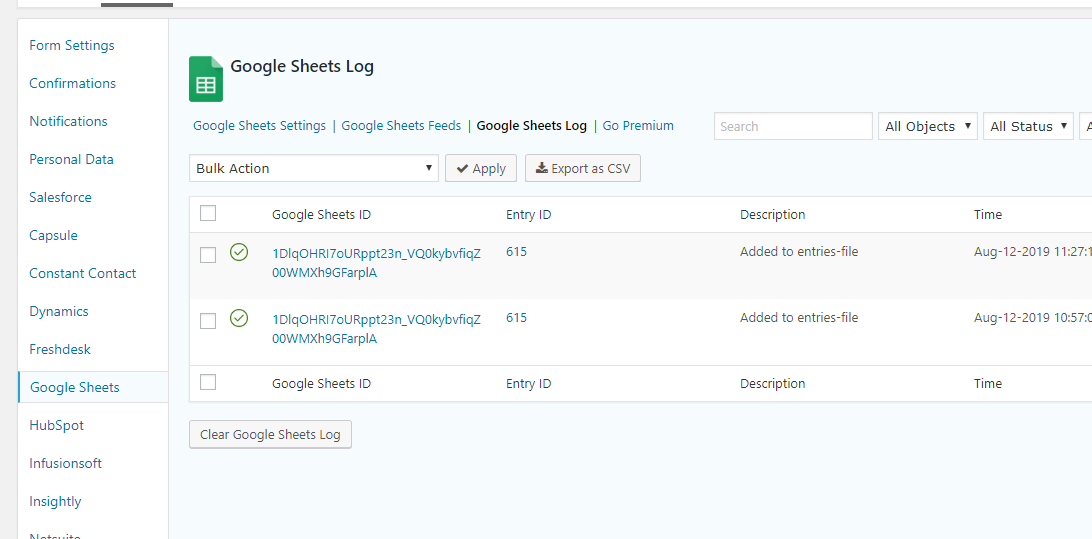 Form Settings
Confirmations
Notifications
Personal Data
Salesforce
Capsule
Constant Contact
Dynamics
Freshdesk
Google Sheets
HubSpot
Infusionsoft
Insightly
Netsuite
Google Sheets Log
Google Sheets Settings | Google Sheets Feeds | Google Sheets Log | Go Premium
Search All Objects All Status A
Bulk Action Apply Export as CSV
Google Sheets ID Entry ID Description Time
1DlqOHRI7oURppt23n_VQ0kybvfiqZ 615 Added to entries-file Aug-12-2019 11:27:1
00WMXh9GFarplA
1DlqOHRI7oURppt23n_VQ0kybvfiqZ 615 Added to entries-file Aug-12-2019 10:57:0
00WMXh9GFarplA
Google Sheets ID Entry ID Description Time
Clear Google Sheets Log